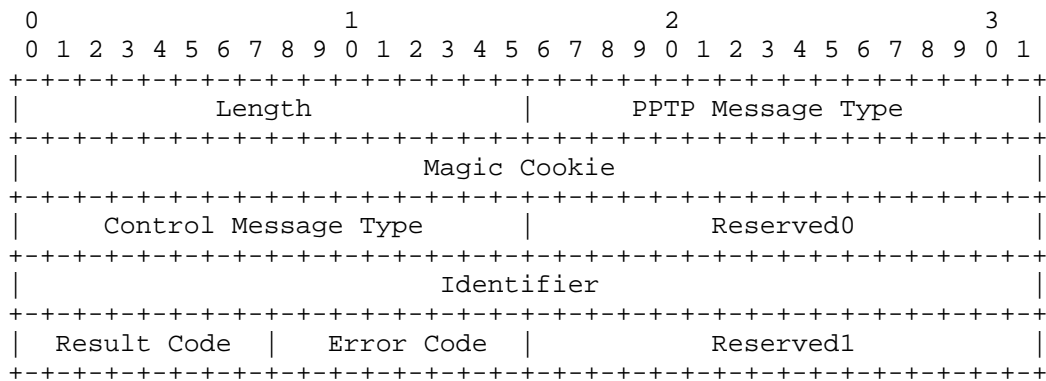 0                   1                   2                   3
 0 1 2 3 4 5 6 7 8 9 0 1 2 3 4 5 6 7 8 9 0 1 2 3 4 5 6 7 8 9 0 1
+-+-+-+-+-+-+-+-+-+-+-+-+-+-+-+-+-+-+-+-+-+-+-+-+-+-+-+-+-+-+-+-+
|            Length             |      PPTP Message Type        |
+-+-+-+-+-+-+-+-+-+-+-+-+-+-+-+-+-+-+-+-+-+-+-+-+-+-+-+-+-+-+-+-+
|                         Magic Cookie                          |
+-+-+-+-+-+-+-+-+-+-+-+-+-+-+-+-+-+-+-+-+-+-+-+-+-+-+-+-+-+-+-+-+
|     Control Message Type      |           Reserved0           |
+-+-+-+-+-+-+-+-+-+-+-+-+-+-+-+-+-+-+-+-+-+-+-+-+-+-+-+-+-+-+-+-+
|                          Identifier                           |
+-+-+-+-+-+-+-+-+-+-+-+-+-+-+-+-+-+-+-+-+-+-+-+-+-+-+-+-+-+-+-+-+
|  Result Code  |   Error Code  |           Reserved1           |
+-+-+-+-+-+-+-+-+-+-+-+-+-+-+-+-+-+-+-+-+-+-+-+-+-+-+-+-+-+-+-+-+